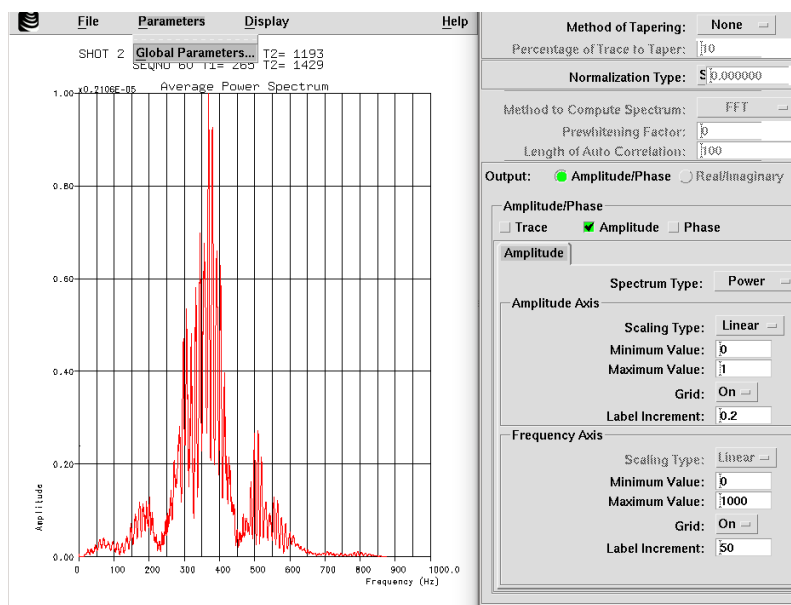 File Parameters Display Help
Global Parameters...
SHOT 2 T2= 1193
SEQNO 60 T1= 265 T2= 1429
x0.2106E-05 Average Power Spectrum
1.00
0.80
0.60
0.40
0.20
0.00
Amplitude
0 100 200 300 400 500 600 700 800 900 1000.0
Frequency (Hz)
Method of Tapering: None
Percentage of Trace to Taper: 10
Normalization Type: S 0.000000
Method to Compute Spectrum: FFT
Prewhitening Factor: 0
Length of Auto Correlation: 100
Output: Amplitude/Phase Real/Imaginary
Amplitude/Phase
Trace Amplitude Phase
Amplitude
Spectrum Type: Power
Amplitude Axis
Scaling Type: Linear
Minimum Value: 0
Maximum Value: 1
Grid: On
Label Increment: 0.2
Frequency Axis
Scaling Type: Linear
Minimum Value: 0
Maximum Value: 1000
Grid: On
Label Increment: 50